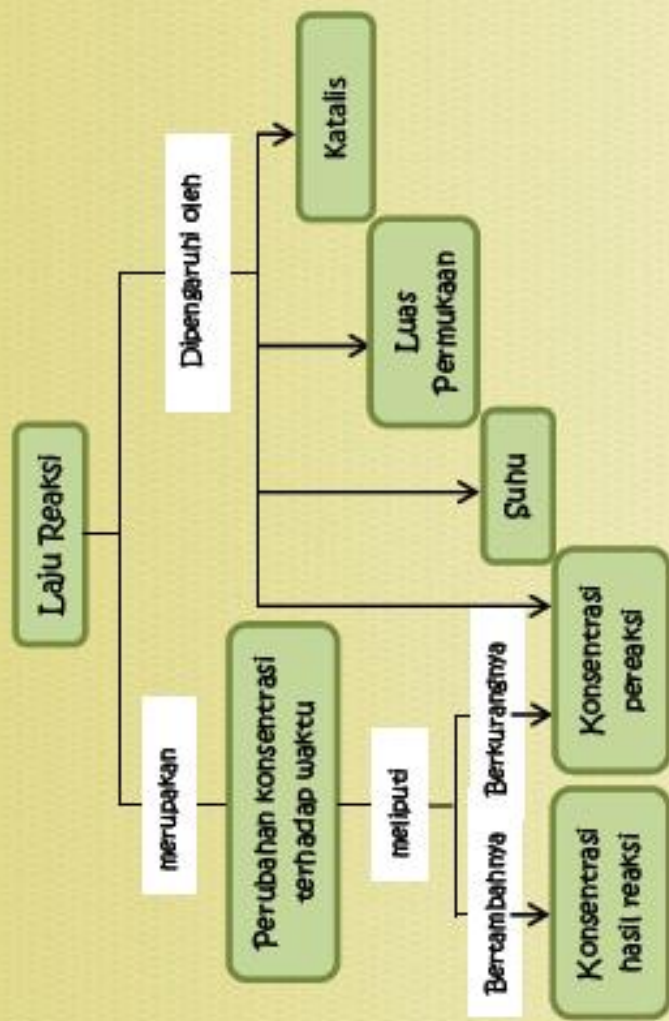 Laju Reaksi
merupakan
Dipengaruhi oleh
Perubahan konsentrasi
terhadap waktu
meliputi
Bertambahnya
Berkurangnya
Konsentrasi
hasil reaksi
Konsentrasi
pereaksi
Suhu
Luas
Permukaan
Katalis